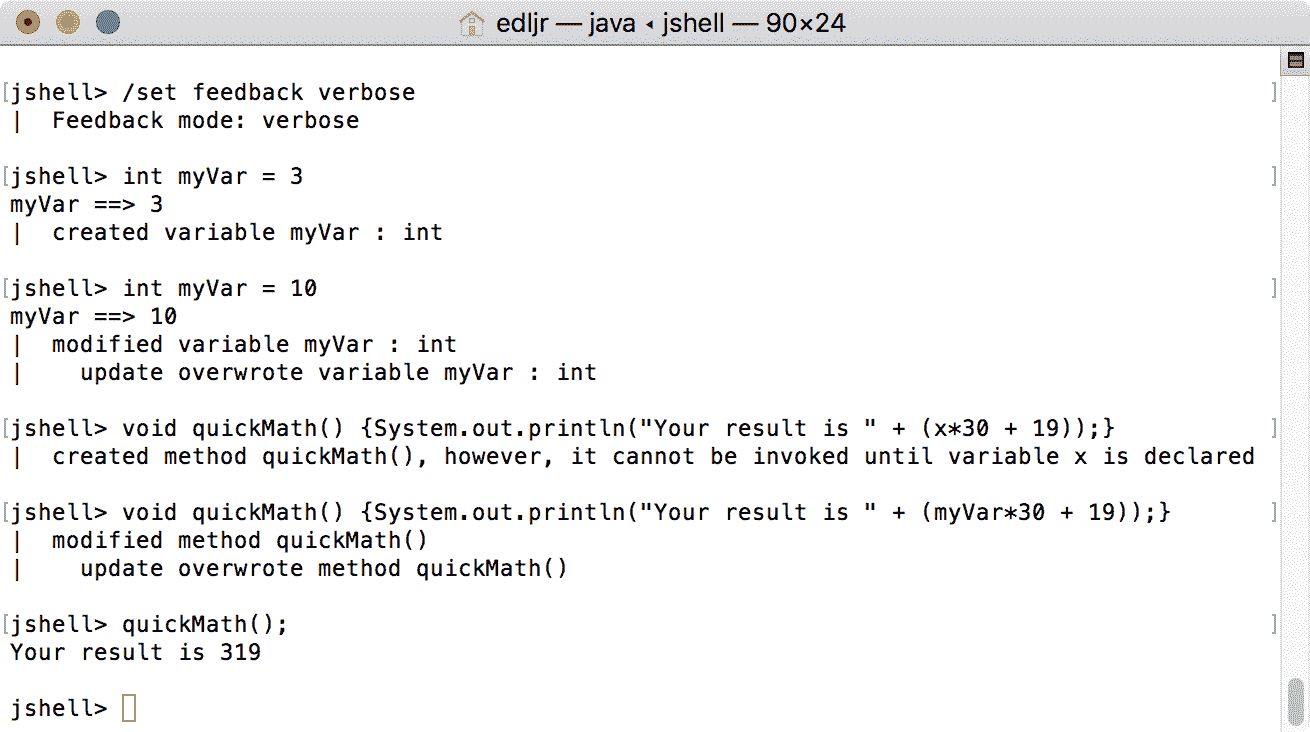 edljr — java ◂ jshell — 90×24
[jshell> /set feedback verbose ]
|  Feedback mode: verbose
[jshell> int myVar = 3 ]
myVar ==> 3
|  created variable myVar : int
[jshell> int myVar = 10 ]
myVar ==> 10
|  modified variable myVar : int
|    update overwrote variable myVar : int
[jshell> void quickMath() {System.out.println("Your result is " + (x*30 + 19));} ]
|  created method quickMath(), however, it cannot be invoked until variable x is declared
[jshell> void quickMath() {System.out.println("Your result is " + (myVar*30 + 19));} ]
|  modified method quickMath()
|    update overwrote method quickMath()
[jshell> quickMath(); ]
Your result is 319
jshell>